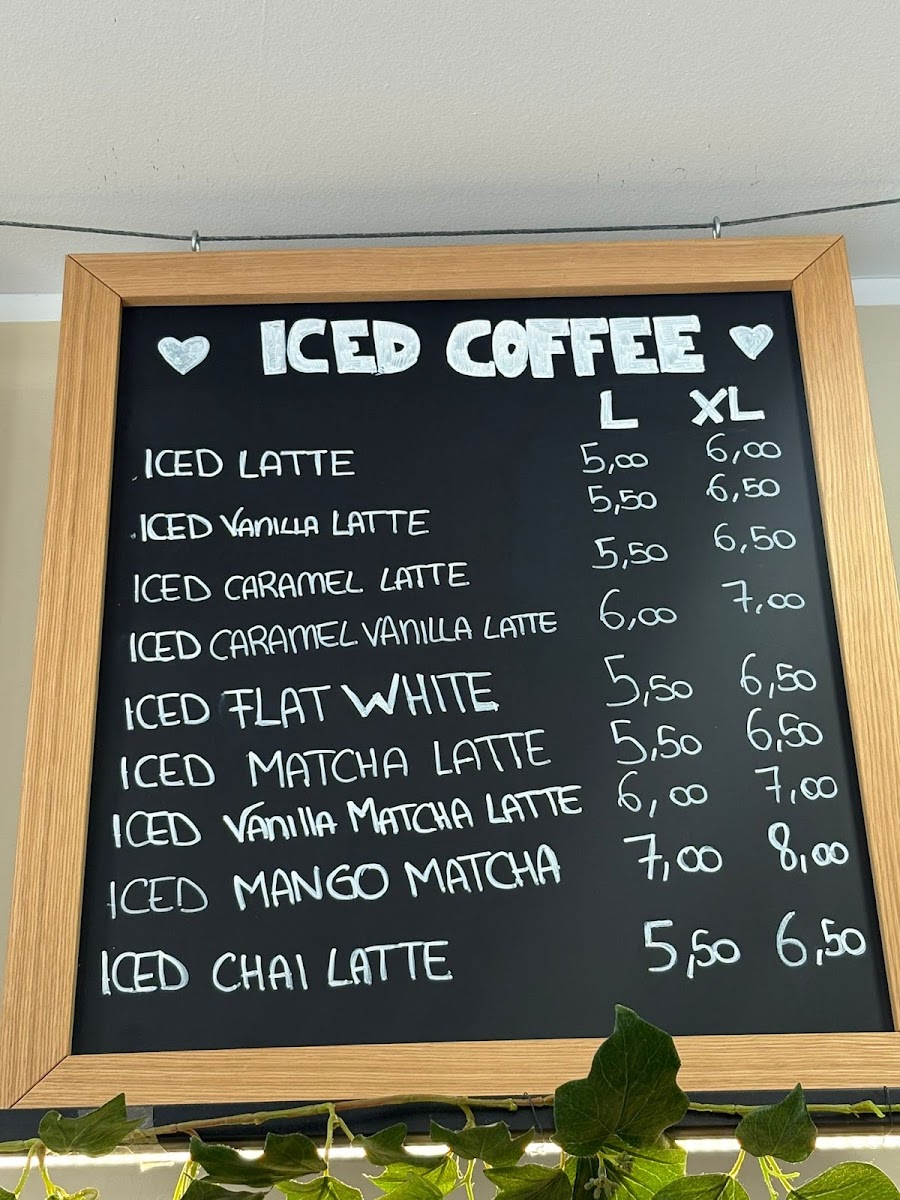 ICED COFFEE
L XL
ICED LATTE 5,00 6,00
ICED Vanilla LATTE 5,50 6,50
ICED CARAMEL LATTE 5,50 6,50
ICED CARAMEL VANILLA LATTE 6,00 7,00
ICED FLAT WHITE 5,50 6,50
ICED MATCHA LATTE 5,50 6,50
ICED Vanilla MATCHA LATTE 6,00 7,00
ICED MANGO MATCHA 7,00 8,00
ICED CHAI LATTE 5,50 6,50